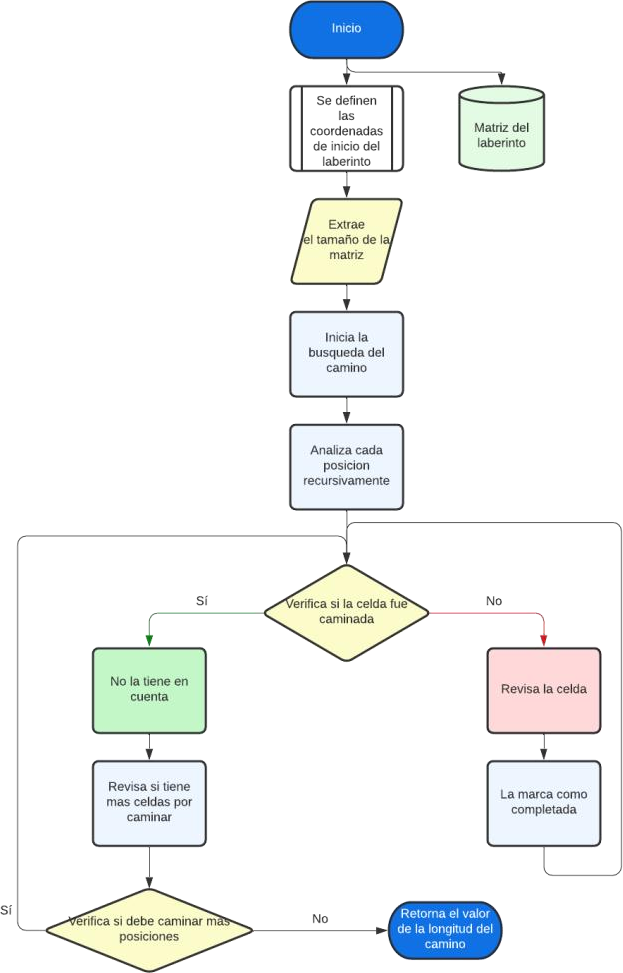 Inicio
Se definen
las
coordenadas
de inicio del
laberinto
Matriz del
laberinto
Extrae
el tamaño de la
matriz
Inicia la
busqueda del
camino
Analiza cada
posicion
recursivamente
Verifica si la celda fue
caminada
Sí
No
No la tiene en
cuenta
Revisa la celda
Revisa si tiene
mas celdas por
caminar
La marca como
completada
Verifica si debe caminar mas
posiciones
Sí
No
Retorna el valor
de la longitud del
camino